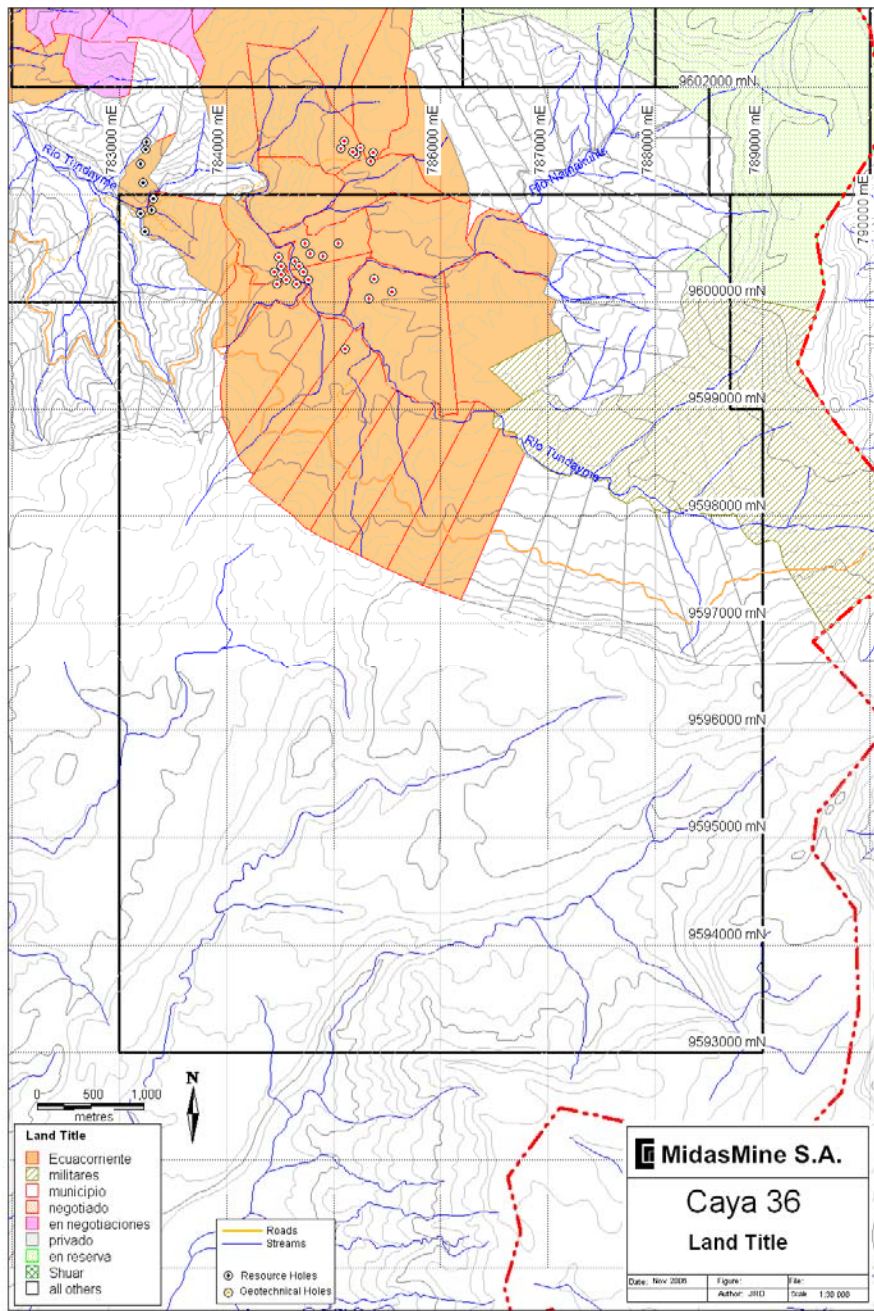 9602000 mN
783000 mE
784000 mE
786000 mE
787000 mE
788000 mE
789000 mE
790000 mE
Rio Tundayme
9600000 mN
9599000 mN
Rio Tundayme
9598000 mN
9597000 mN
9596000 mN
9595000 mN
9594000 mN
9593000 mN
N
0 500 1,000
metres
Land Title
Ecuacorriente
militares
municipio
negotiado
en negotiaciones
privado
en reserva
Shuar
all others
Roads
Streams
Resource Holes
Geotechnical Holes
MidasMine S.A.
Caya 36
Land Title
Date: Nov 2006
Figure:
File:
Author: JRD
Scale 1:30 000